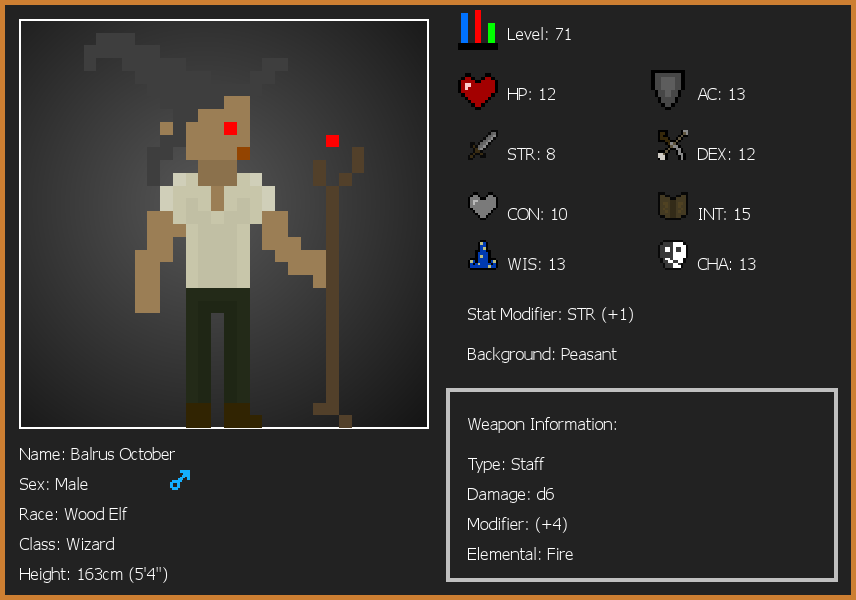 Level: 71
HP: 12
AC: 13
STR: 8
DEX: 12
CON: 10
INT: 15
WIS: 13
CHA: 13
Stat Modifier: STR (+1)
Background: Peasant
Name: Balrus October
Sex: Male
Race: Wood Elf
Class: Wizard
Height: 163cm (5'4")
Weapon Information:
Type: Staff
Damage: d6
Modifier: (+4)
Elemental: Fire